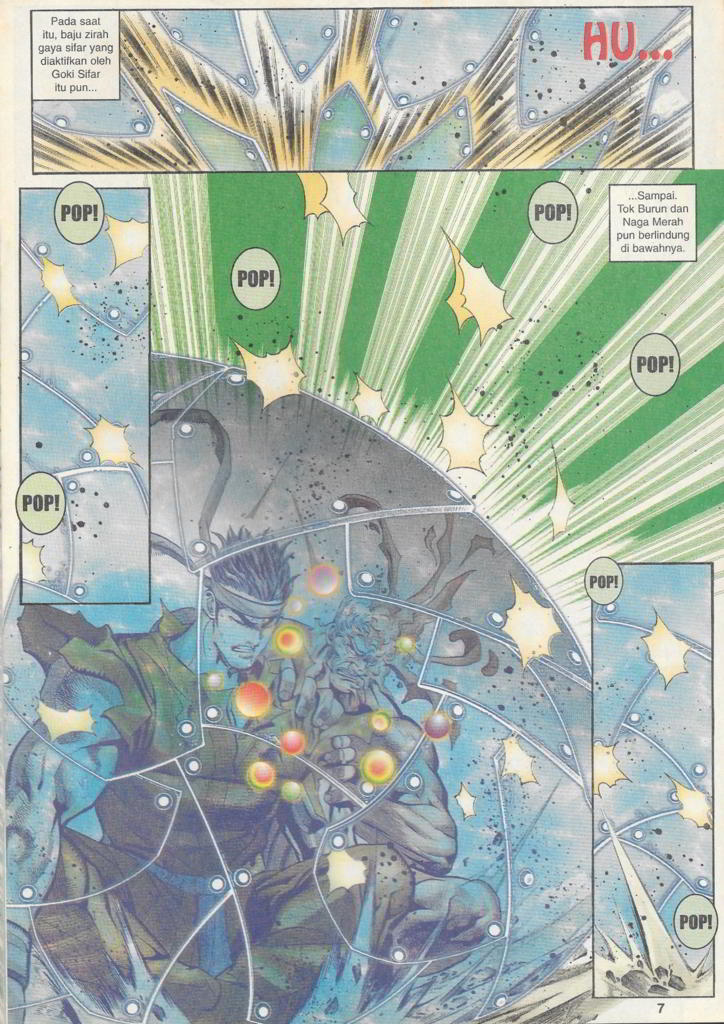 Pada saat
itu, baju zirah
gaya sifar yang
diaktifkan oleh
Goki Sifar
itu pun...
HU...
...Sampai.
Tok Burun dan
Naga Merah
pun berlindung
di bawahnya.
POP!
POP!
POP!
POP!
POP!
POP!
POP!
7